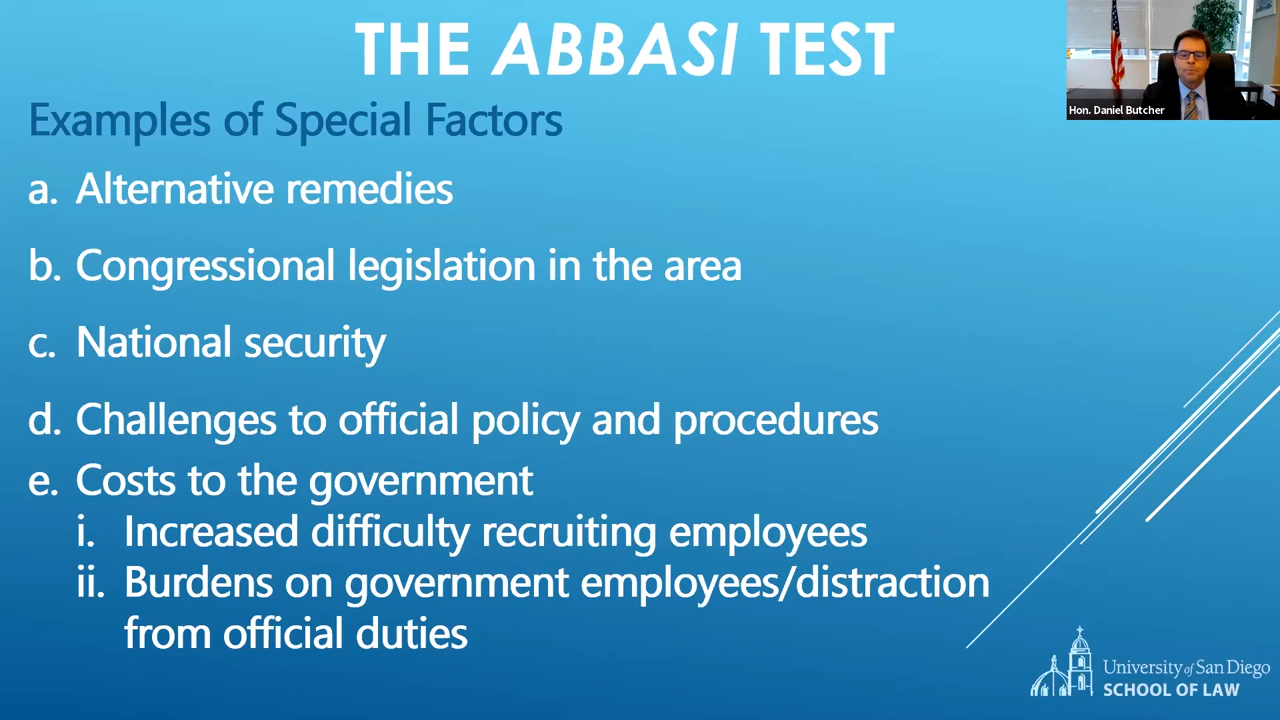 THE ABBASI TEST
Hon. Daniel Butcher
Examples of Special Factors
a. Alternative remedies
b. Congressional legislation in the area
c. National security
d. Challenges to official policy and procedures
e. Costs to the government
i. Increased difficulty recruiting employees
ii. Burdens on government employees/distraction
from official duties
University of San Diego
SCHOOL OF LAW